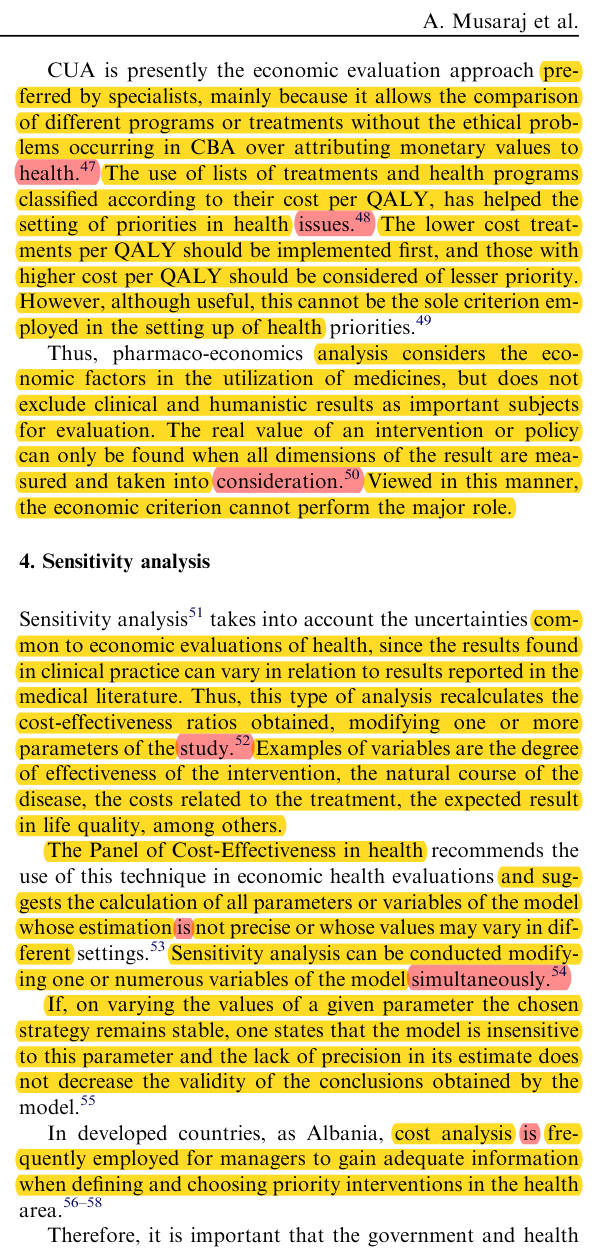 A. Musaraj et al.
CUA is presently the economic evaluation approach pre-
ferred by specialists, mainly because it allows the comparison
of different programs or treatments without the ethical prob-
lems occurring in CBA over attributing monetary values to
health.47 The use of lists of treatments and health programs
classified according to their cost per QALY, has helped the
setting of priorities in health issues.48 The lower cost treat-
ments per QALY should be implemented first, and those with
higher cost per QALY should be considered of lesser priority.
However, although useful, this cannot be the sole criterion em-
ployed in the setting up of health priorities.49
Thus, pharmaco-economics analysis considers the eco-
nomic factors in the utilization of medicines, but does not
exclude clinical and humanistic results as important subjects
for evaluation. The real value of an intervention or policy
can only be found when all dimensions of the result are mea-
sured and taken into consideration.50 Viewed in this manner,
the economic criterion cannot perform the major role.
4. Sensitivity analysis
Sensitivity analysis51 takes into account the uncertainties com-
mon to economic evaluations of health, since the results found
in clinical practice can vary in relation to results reported in the
medical literature. Thus, this type of analysis recalculates the
cost-effectiveness ratios obtained, modifying one or more
parameters of the study.52 Examples of variables are the degree
of effectiveness of the intervention, the natural course of the
disease, the costs related to the treatment, the expected result
in life quality, among others.
The Panel of Cost-Effectiveness in health recommends the
use of this technique in economic health evaluations and sug-
gests the calculation of all parameters or variables of the model
whose estimation is not precise or whose values may vary in dif-
ferent settings.53 Sensitivity analysis can be conducted modify-
ing one or numerous variables of the model simultaneously.54
If, on varying the values of a given parameter the chosen
strategy remains stable, one states that the model is insensitive
to this parameter and the lack of precision in its estimate does
not decrease the validity of the conclusions obtained by the
model.55
In developed countries, as Albania, cost analysis is fre-
quently employed for managers to gain adequate information
when defining and choosing priority interventions in the health
area.56–58
Therefore, it is important that the government and health